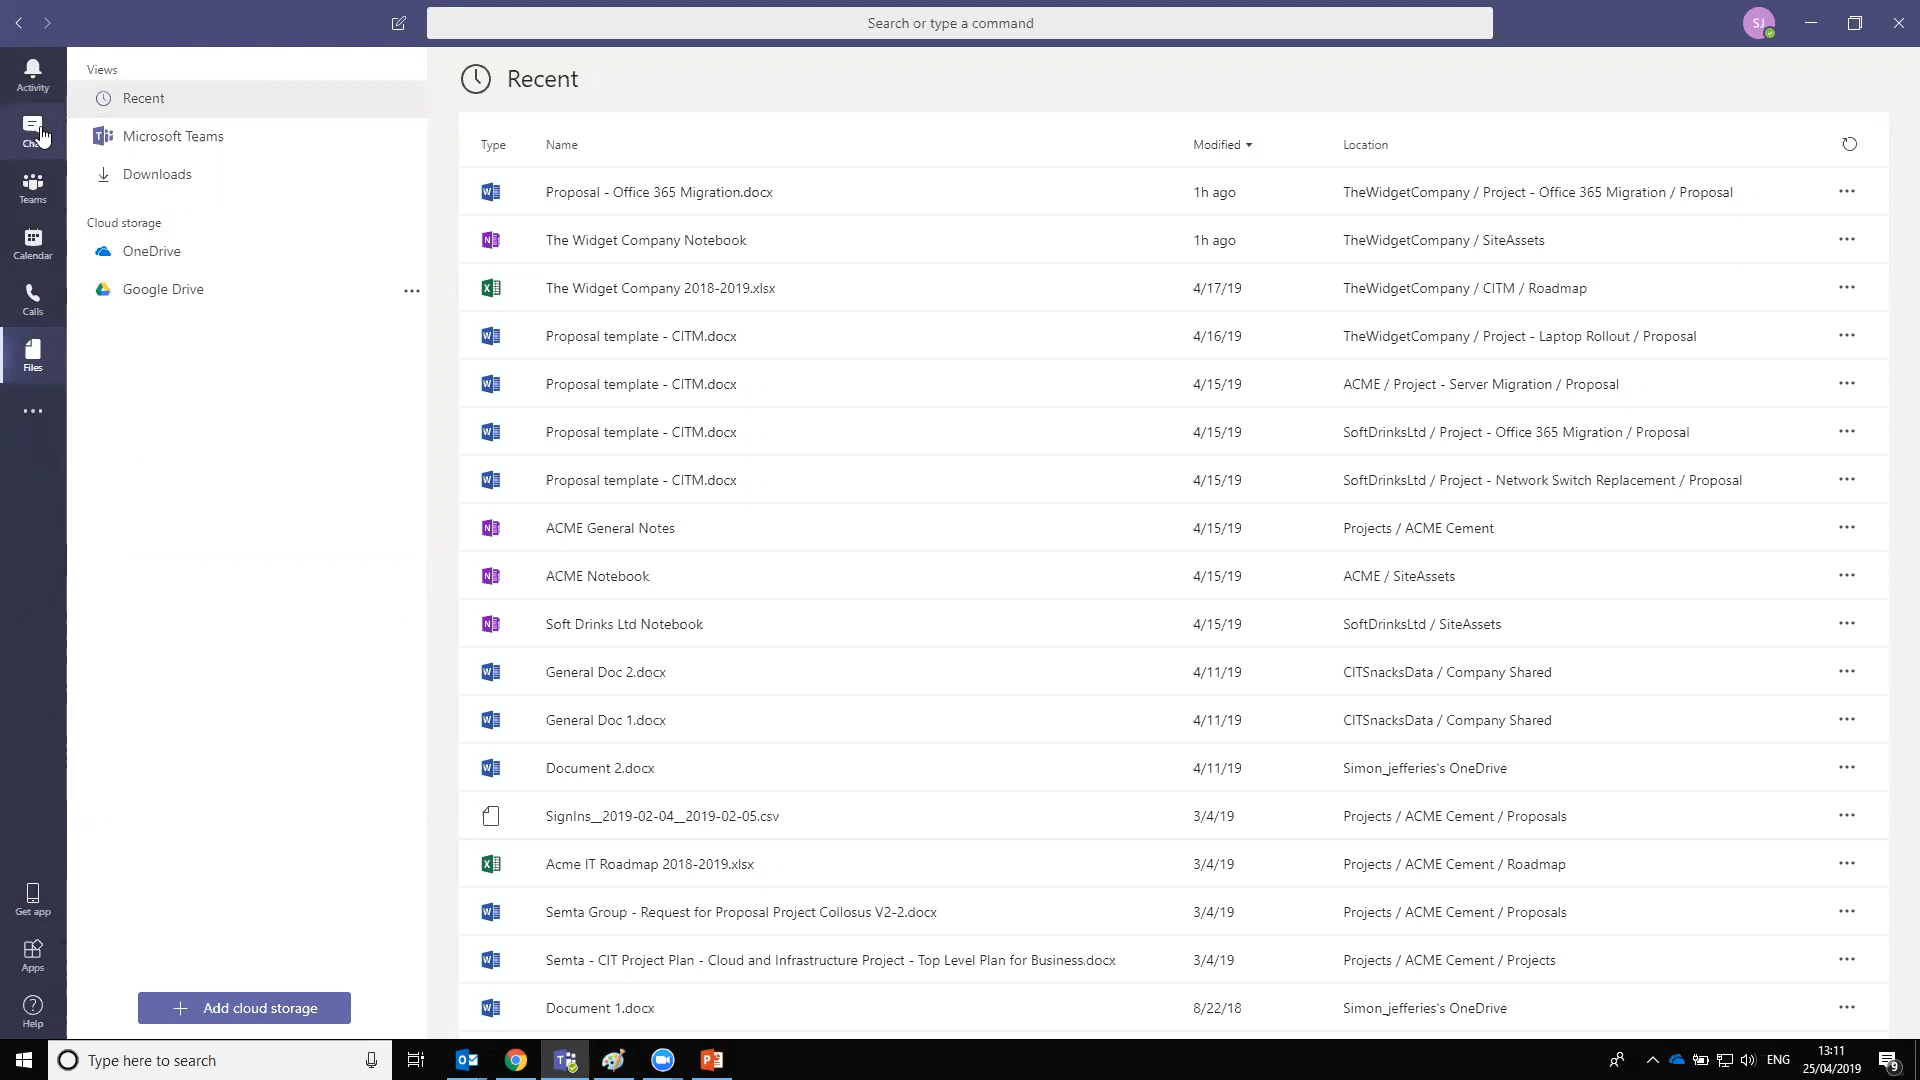 Search or type a command
SJ
Activity
Teams
Calendar
Calls
Files
Get app
Apps
Help
Views
Recent
Microsoft Teams
Downloads
Cloud storage
OneDrive
Google Drive
Add cloud storage
Recent
Type Name Modified Location
Proposal - Office 365 Migration.docx 1h ago TheWidgetCompany / Project - Office 365 Migration / Proposal
The Widget Company Notebook 1h ago TheWidgetCompany / SiteAssets
The Widget Company 2018-2019.xlsx 4/17/19 TheWidgetCompany / CITM / Roadmap
Proposal template - CITM.docx 4/16/19 TheWidgetCompany / Project - Laptop Rollout / Proposal
Proposal template - CITM.docx 4/15/19 ACME / Project - Server Migration / Proposal
Proposal template - CITM.docx 4/15/19 SoftDrinksLtd / Project - Office 365 Migration / Proposal
Proposal template - CITM.docx 4/15/19 SoftDrinksLtd / Project - Network Switch Replacement / Proposal
ACME General Notes 4/15/19 Projects / ACME Cement
ACME Notebook 4/15/19 ACME / SiteAssets
Soft Drinks Ltd Notebook 4/15/19 SoftDrinksLtd / SiteAssets
General Doc 2.docx 4/11/19 CITSnacksData / Company Shared
General Doc 1.docx 4/11/19 CITSnacksData / Company Shared
Document 2.docx 4/11/19 Simon_jefferies's OneDrive
SignIns__2019-02-04__2019-02-05.csv 3/4/19 Projects / ACME Cement / Proposals
Acme IT Roadmap 2018-2019.xlsx 3/4/19 Projects / ACME Cement / Roadmap
Semta Group - Request for Proposal Project Collosus V2-2.docx 3/4/19 Projects / ACME Cement / Proposals
Semta - CIT Project Plan - Cloud and Infrastructure Project - Top Level Plan for Business.docx 3/4/19 Projects / ACME Cement / Projects
Document 1.docx 8/22/18 Simon_jefferies's OneDrive
Type here to search
ENG
13:11
25/04/2019
9